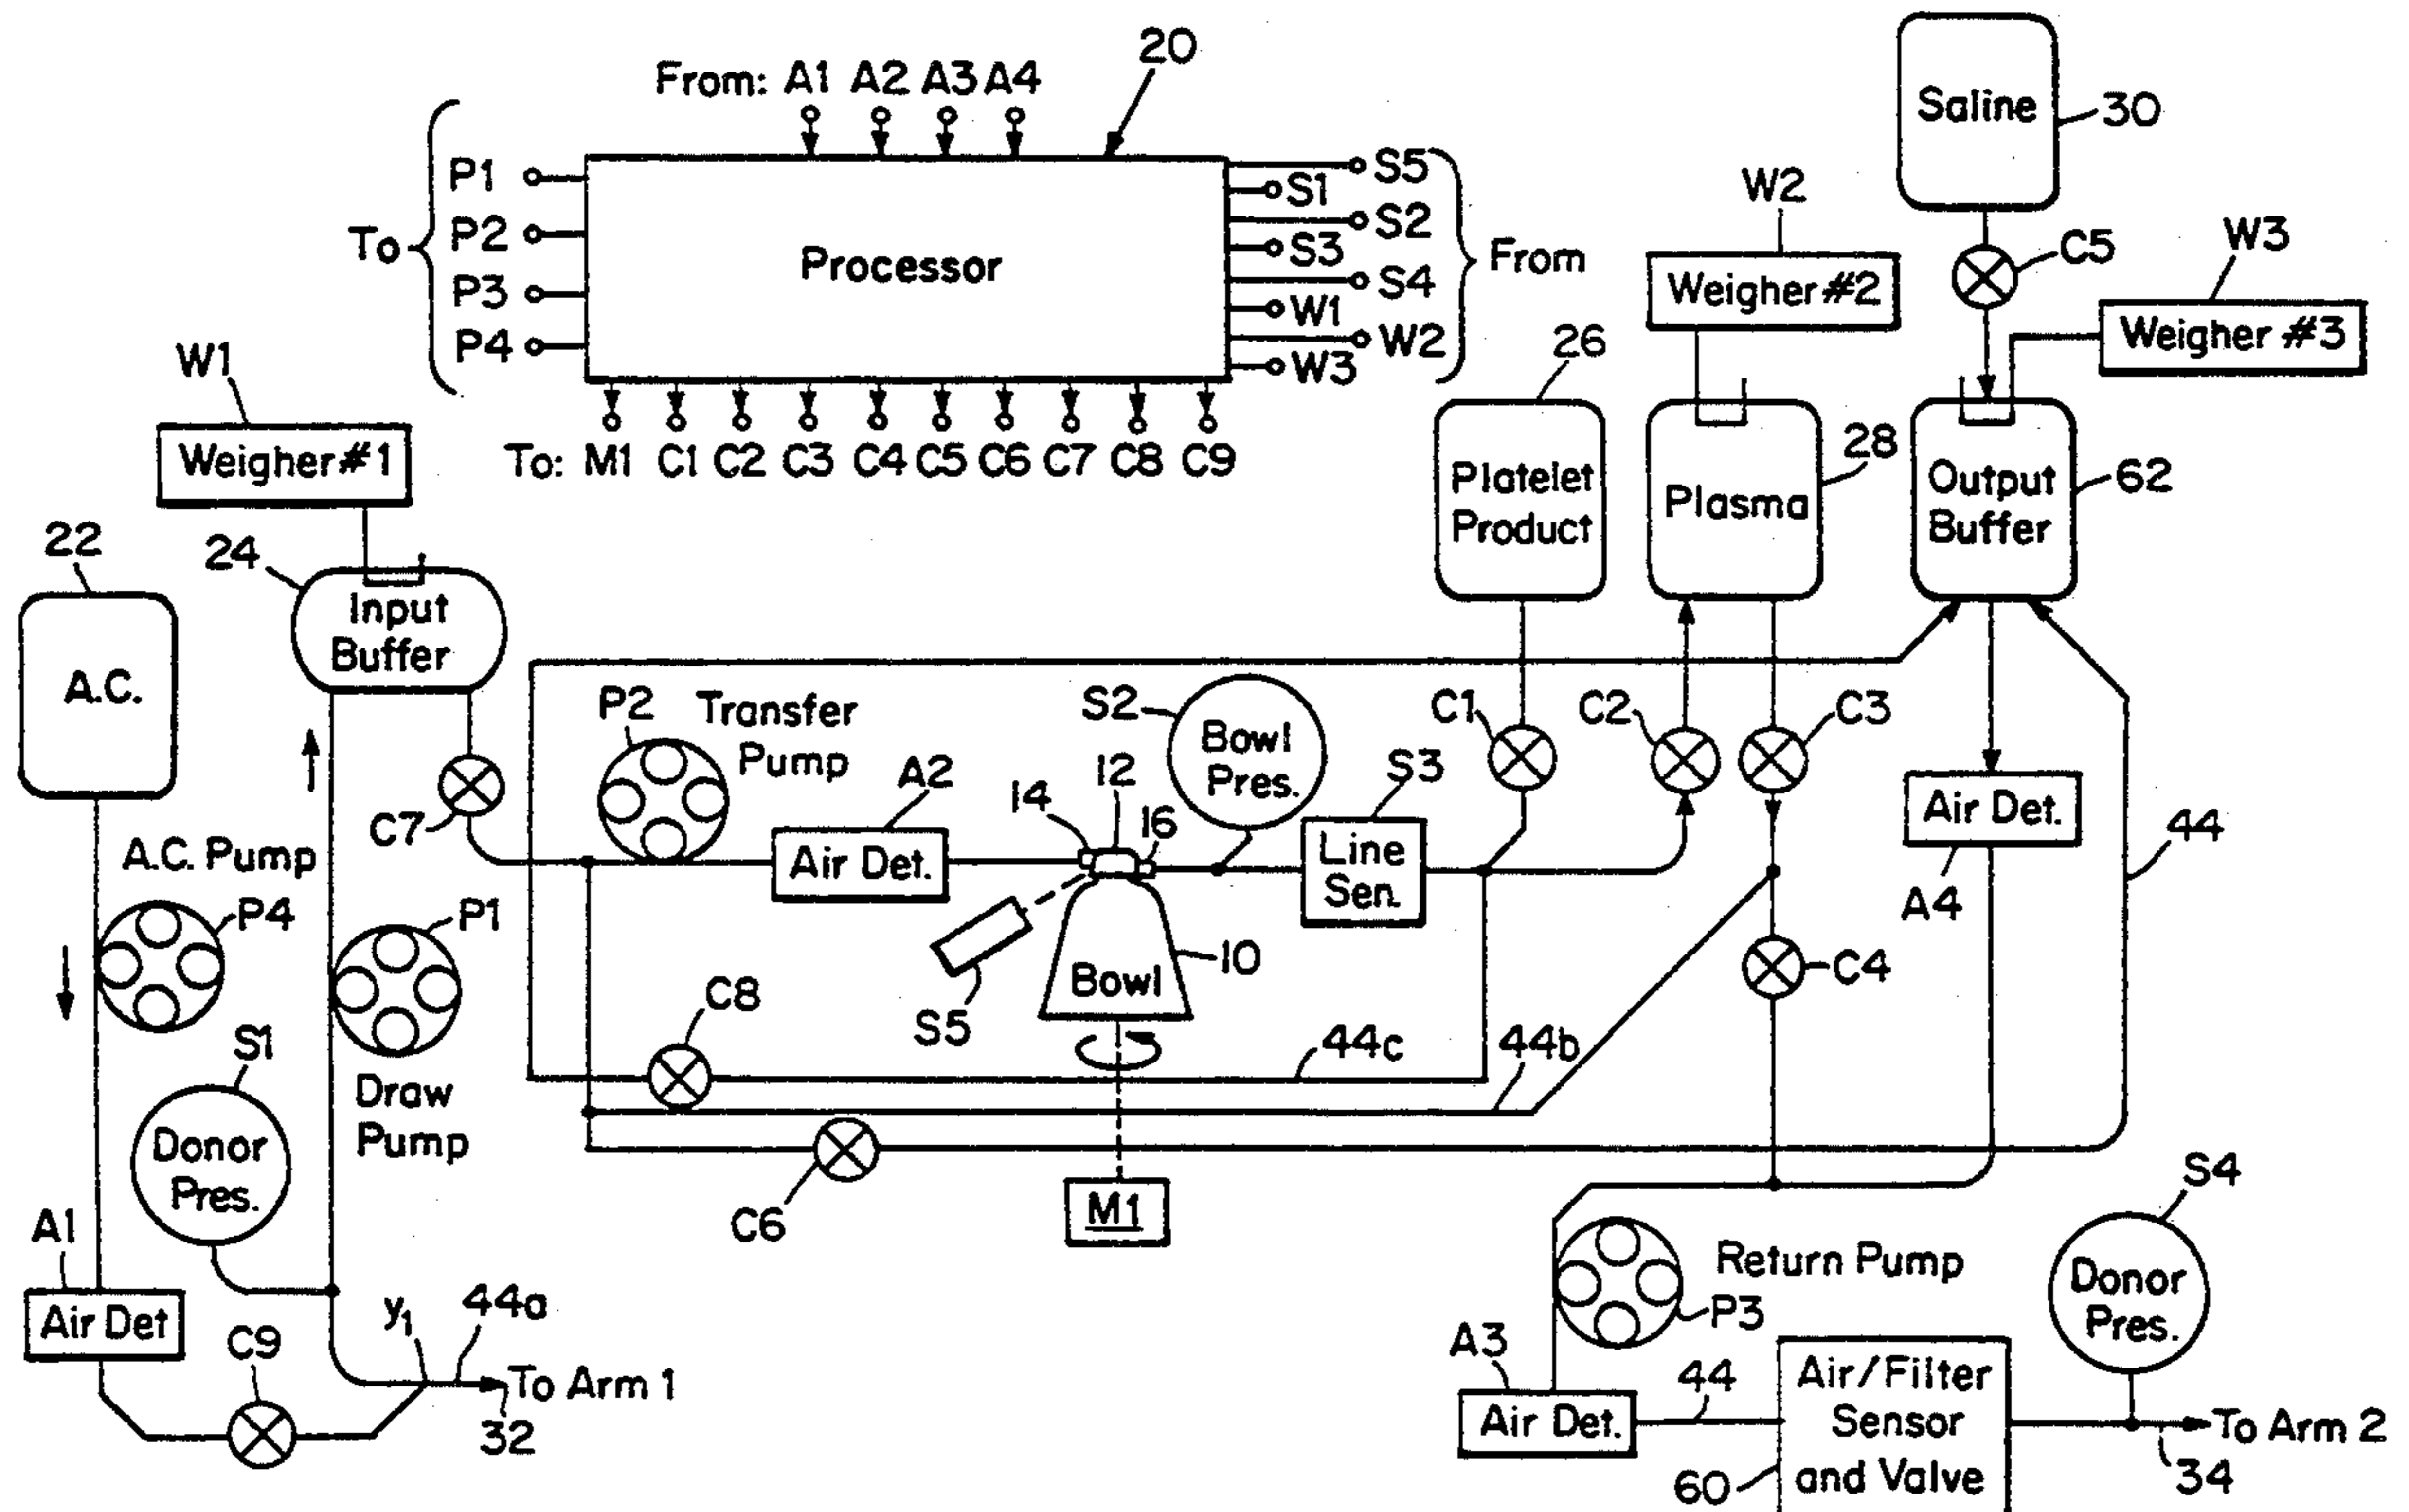 From: A1 A2 A3 A4
20
To
P1
P2
P3
P4
Processor
S5
S1
S2
S3
S4
W1
W2
W3
From
To: M1 C1 C2 C3 C4 C5 C6 C7 C8 C9
Saline
30
C5
W2
Weigher #2
W3
Weigher #3
26
Platelet
Product
Plasma
28
Output
Buffer
62
W1
Weigher #1
22
A.C.
24
Input
Buffer
C7
P2
Transfer
Pump
A2
Air Det.
14
12
16
S2
Bowl
Pres.
S3
Line
Sen.
C1
C2
C3
Air Det.
A4
44
A.C. Pump
P4
P1
Draw
Pump
S5
Bowl
10
C4
C8
44c
44b
C6
M1
S1
Donor
Pres.
A1
Air Det
C9
y1
44a
To Arm 1
32
Return Pump
P3
S4
Donor
Pres.
A3
Air Det.
44
Air/Filter
Sensor
and Valve
60
To Arm 2
34